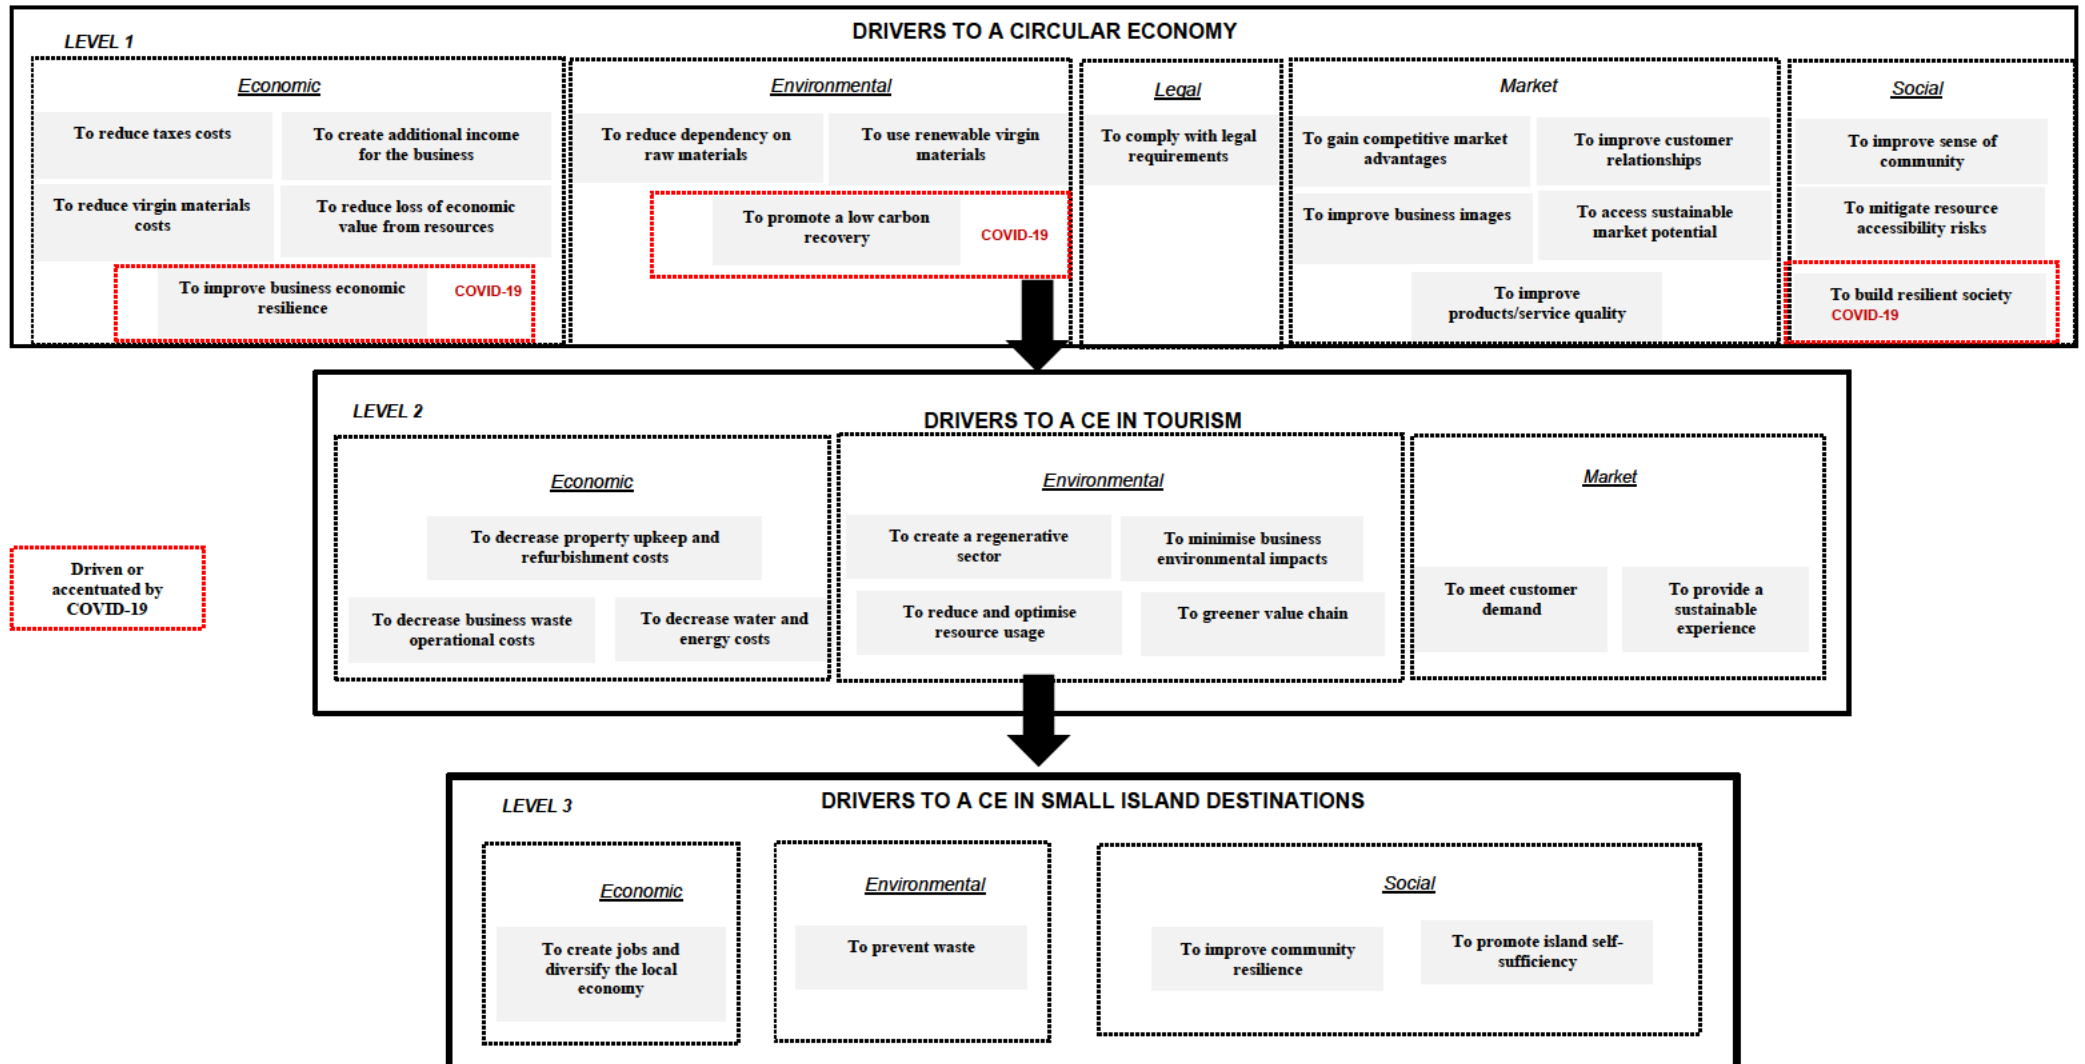 DRIVERS TO A CIRCULAR ECONOMY
LEVEL 1
Economic
To reduce taxes costs
To create additional income
for the business
To reduce virgin materials
costs
To reduce loss of economic
value from resources
To improve business economic
resilience
COVID-19
Environmental
To reduce dependency on
raw materials
To use renewable virgin
materials
To promote a low carbon
recovery
COVID-19
Legal
To comply with legal
requirements
Market
To gain competitive market
advantages
To improve customer
relationships
To improve business images
To access sustainable
market potential
To improve
products/service quality
Social
To improve sense of
community
To mitigate resource
accessibility risks
To build resilient society
COVID-19
LEVEL 2
DRIVERS TO A CE IN TOURISM
Economic
To decrease property upkeep and
refurbishment costs
To decrease business waste
operational costs
To decrease water and
energy costs
Environmental
To create a regenerative
sector
To minimise business
environmental impacts
To reduce and optimise
resource usage
To greener value chain
Market
To meet customer
demand
To provide a
sustainable
experience
Driven or
accentuated by
COVID-19
LEVEL 3
DRIVERS TO A CE IN SMALL ISLAND DESTINATIONS
Economic
To create jobs and
diversify the local
economy
Environmental
To prevent waste
Social
To improve community
resilience
To promote island self-
sufficiency